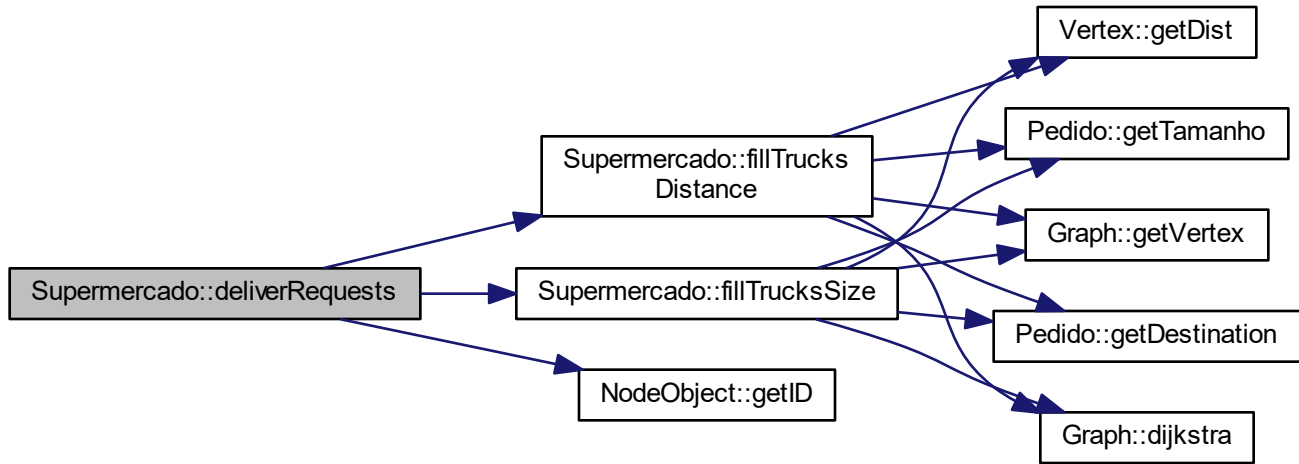 Vertex::getDist
Pedido::getTamanho
Supermercado::fillTrucks
Distance
Graph::getVertex
Supermercado::deliverRequests
Supermercado::fillTrucksSize
Pedido::getDestination
NodeObject::getID
Graph::dijkstra